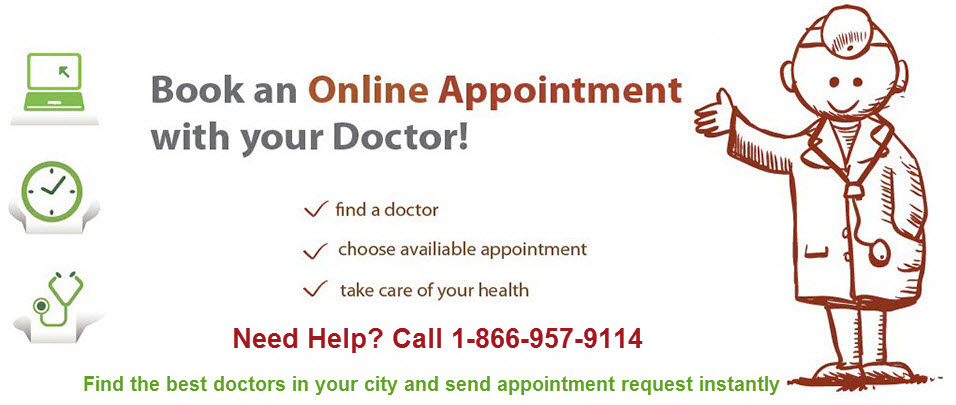 Book an Online Appointment
with your Doctor!
find a doctor
choose availiable appointment
take care of your health
Need Help? Call 1-866-957-9114
Find the best doctors in your city and send appointment request instantly